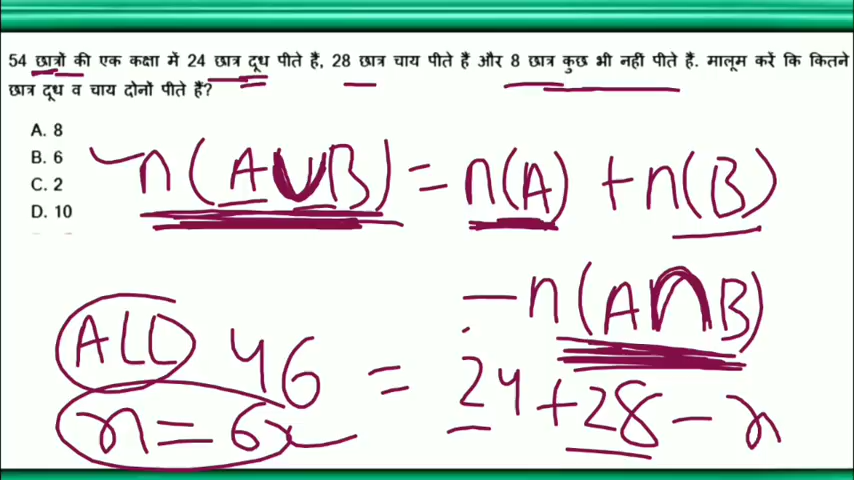 54 छात्रों की एक कक्षा में 24 छात्र दूध पीते हैं, 28 छात्र चाय पीते हैं और 8 छात्र कुछ भी नहीं पीते हैं. मालूम करें कि कितने
छात्र दूध व चाय दोनों पीते हैं?
A. 8
B. 6
C. 2
D. 10
n(A∪B) = n(A) + n(B)
- n(A∩B)
ALL 46 = 24 + 28 - x
x = 6